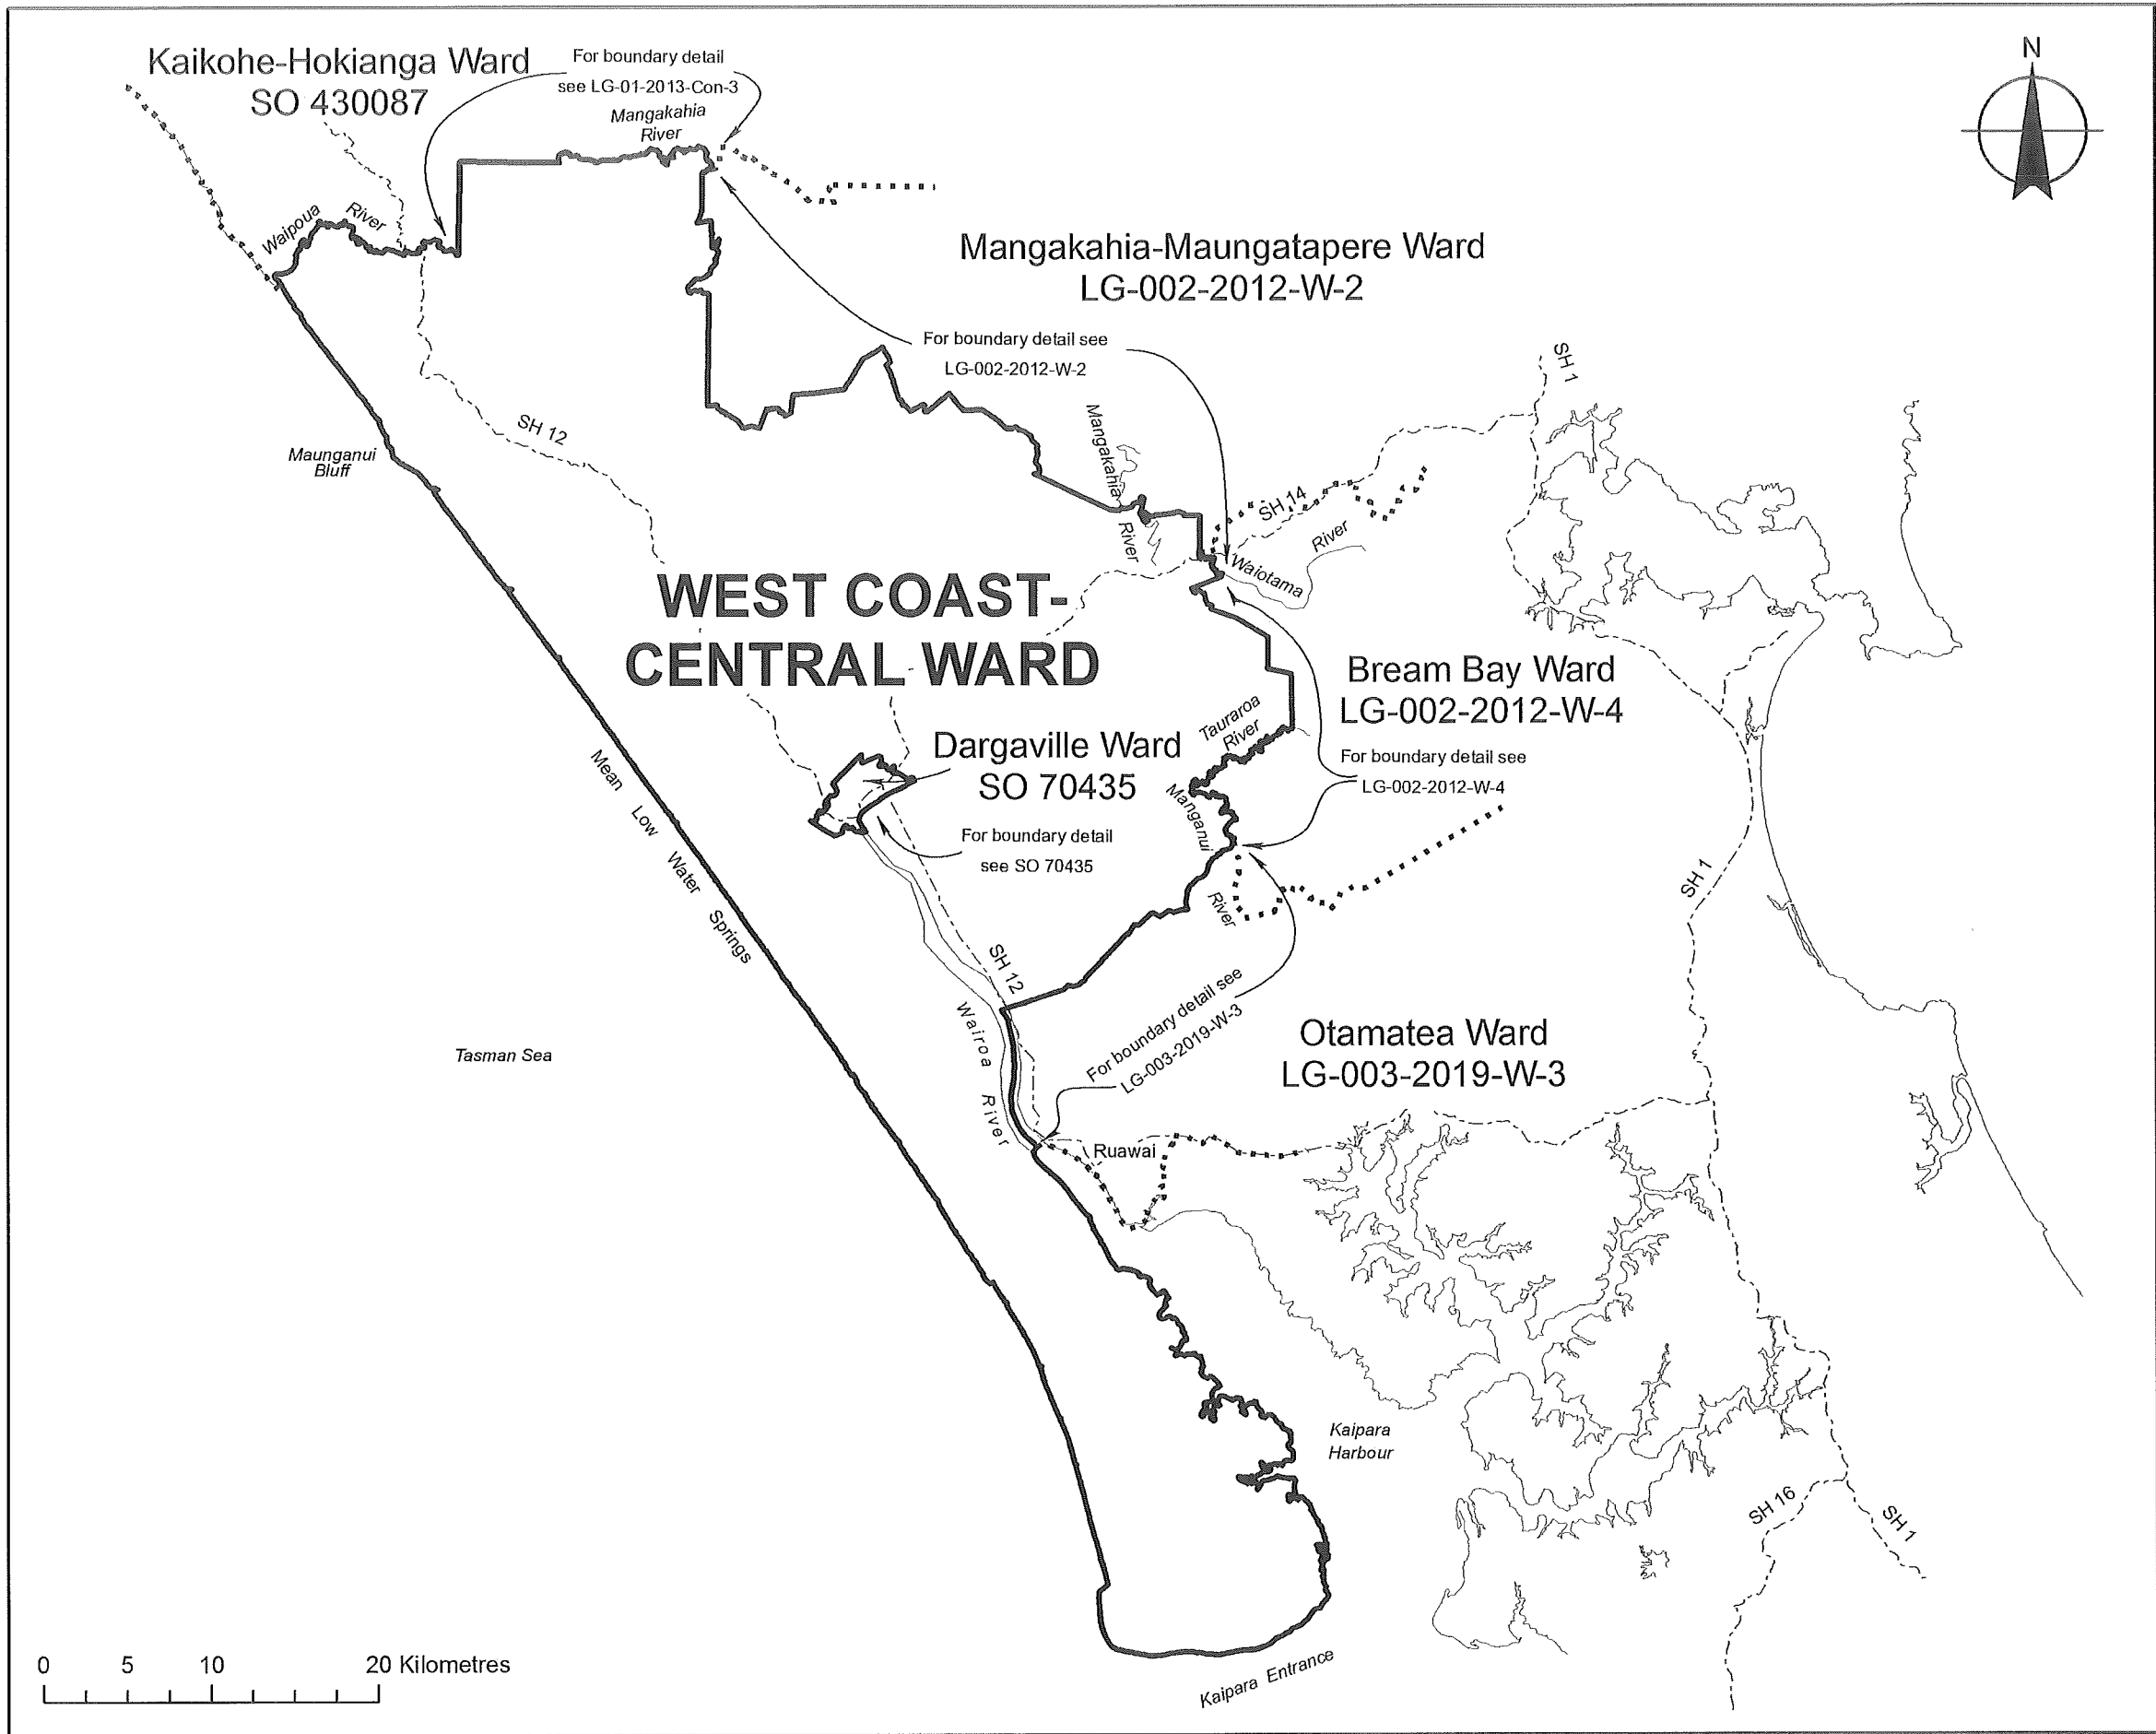 Kaikohe-Hokianga Ward
SO 430087
For boundary detail
see LG-01-2013-Con-3
Mangakahia
River
N
Waipoua River
Mangakahia-Maungatapere Ward
LG-002-2012-W-2
For boundary detail see
LG-002-2012-W-2
SH 1
SH 12
Maunganui
Bluff
Mangakahia
River
SH 14
River
Waiotama
WEST COAST-
CENTRAL WARD
Bream Bay Ward
LG-002-2012-W-4
Tauraroa
River
Dargaville Ward
SO 70435
For boundary detail see
LG-002-2012-W-4
Manganui
River
For boundary detail
see SO 70435
Mean Low Water Springs
SH 1
SH 12
Wairoa River
For boundary detail see
LG-003-2019-W-3
Otamatea Ward
LG-003-2019-W-3
Tasman Sea
Ruawai
Kaipara
Harbour
SH 16
SH 1
Kaipara Entrance
0 5 10 20 Kilometres